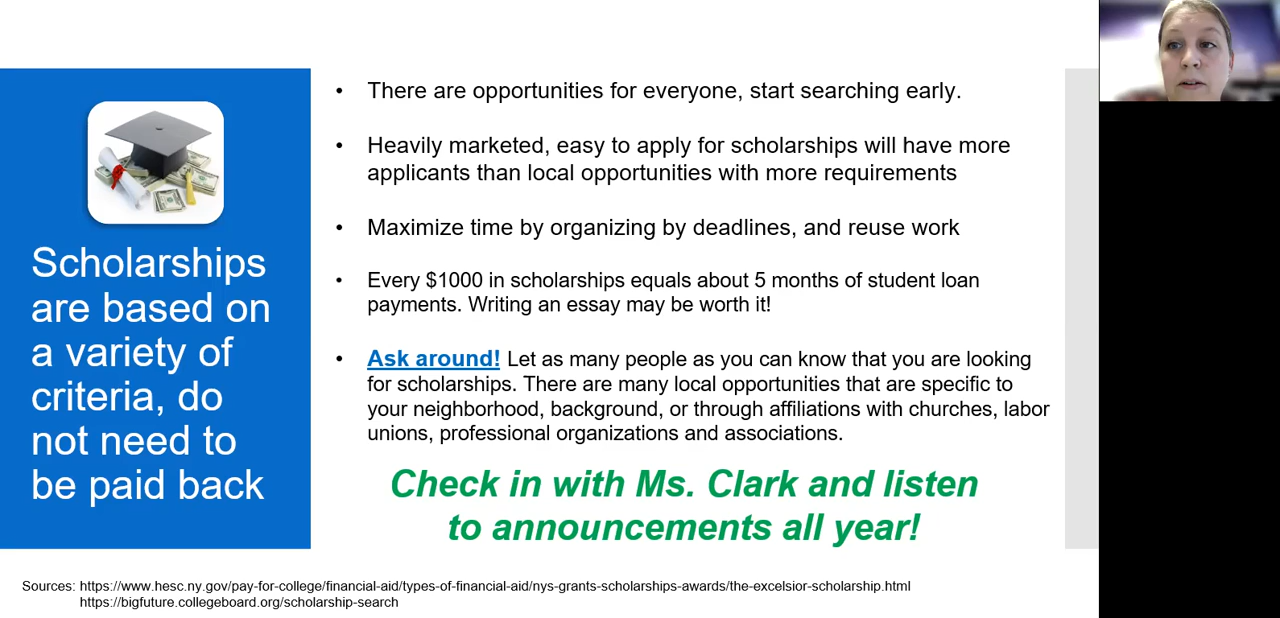 Scholarships
are based on
a variety of
criteria, do
not need to
be paid back
• There are opportunities for everyone, start searching early.
• Heavily marketed, easy to apply for scholarships will have more
applicants than local opportunities with more requirements
• Maximize time by organizing by deadlines, and reuse work
• Every $1000 in scholarships equals about 5 months of student loan
payments. Writing an essay may be worth it!
• Ask around! Let as many people as you can know that you are looking
for scholarships. There are many local opportunities that are specific to
your neighborhood, background, or through affiliations with churches, labor
unions, professional organizations and associations.
Check in with Ms. Clark and listen
to announcements all year!
Sources: https://www.hesc.ny.gov/pay-for-college/financial-aid/types-of-financial-aid/nys-grants-scholarships-awards/the-excelsior-scholarship.html
https://bigfuture.collegeboard.org/scholarship-search